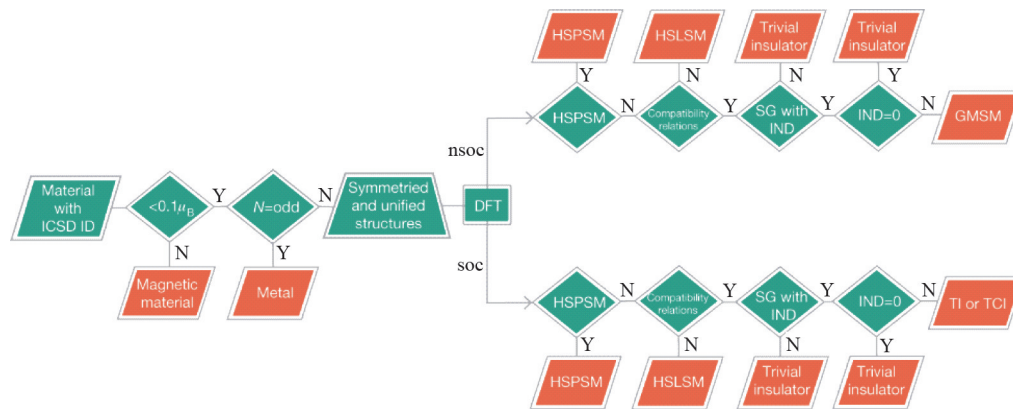 HSPSM
HSLSM
Trivial
insulator
Trivial
insulator
Y
N
N
Y
HSPSM
N
Compatibility
relations
Y
SG with
IND
Y
IND=0
N
GMSM
nsoc
Material
with
ICSD ID
<0.1μB
Y
N=odd
N
Symmetried
and unified
structures
DFT
N
Y
Magnetic
material
Metal
soc
HSPSM
N
Compatibility
relations
Y
SG with
IND
Y
IND=0
N
TI or TCI
Y
N
N
Y
HSPSM
HSLSM
Trivial
insulator
Trivial
insulator